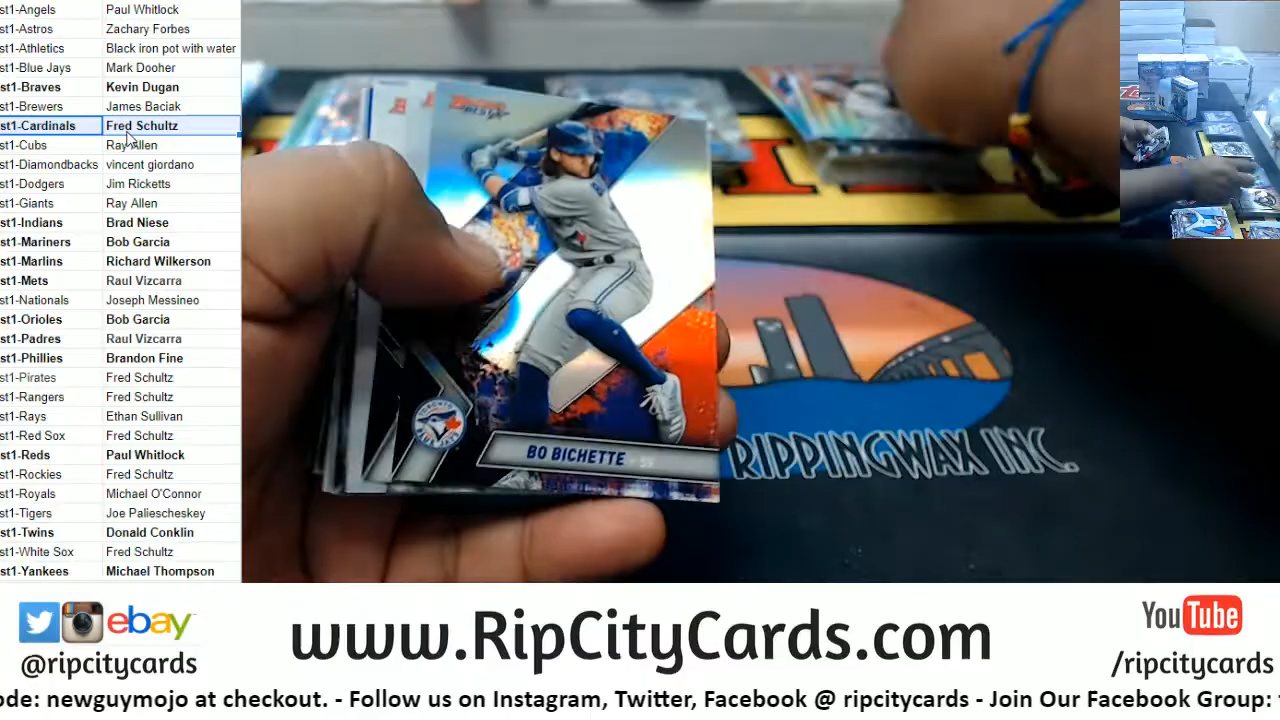 st1-Angels Paul Whitlock
st1-Astros Zachary Forbes
st1-Athletics Black iron pot with water
st1-Blue Jays Mark Dooher
st1-Braves Kevin Dugan
st1-Brewers James Baciak
st1-Cardinals Fred Schultz
st1-Cubs Ray Allen
st1-Diamondbacks vincent giordano
st1-Dodgers Jim Ricketts
st1-Giants Ray Allen
st1-Indians Brad Niese
st1-Mariners Bob Garcia
st1-Marlins Richard Wilkerson
st1-Mets Raul Vizcarra
st1-Nationals Joseph Messineo
st1-Orioles Bob Garcia
st1-Padres Raul Vizcarra
st1-Phillies Brandon Fine
st1-Pirates Fred Schultz
st1-Rangers Fred Schultz
st1-Rays Ethan Sullivan
st1-Red Sox Fred Schultz
st1-Reds Paul Whitlock
st1-Rockies Fred Schultz
st1-Royals Michael O'Connor
st1-Tigers Joe Paliescheskey
st1-Twins Donald Conklin
st1-White Sox Fred Schultz
st1-Yankees Michael Thompson
BO BICHETTE SS
RIPPINGWAX INC.
ebay
@ripcitycards
www.RipCityCards.com
YouTube
/ripcitycards
ode: newguymojo at checkout. - Follow us on Instagram, Twitter, Facebook @ ripcitycards - Join Our Facebook Group: